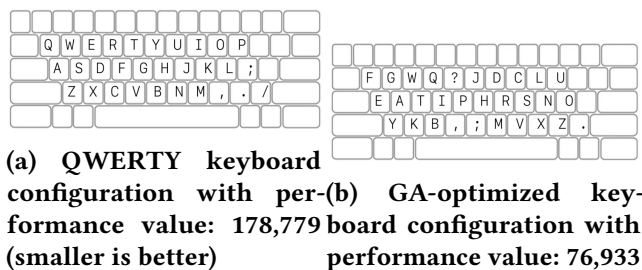 Q W E R T Y U I O P
A S D F G H J K L ;
Z X C V B N M , . /
(a) QWERTY keyboard
configuration with per-
formance value: 178,779
(smaller is better)
F G W Q ? J D C L U
E A T I P H R S N O
Y K B , ; M V X Z .
(b) GA-optimized key-
board configuration with
performance value: 76,933